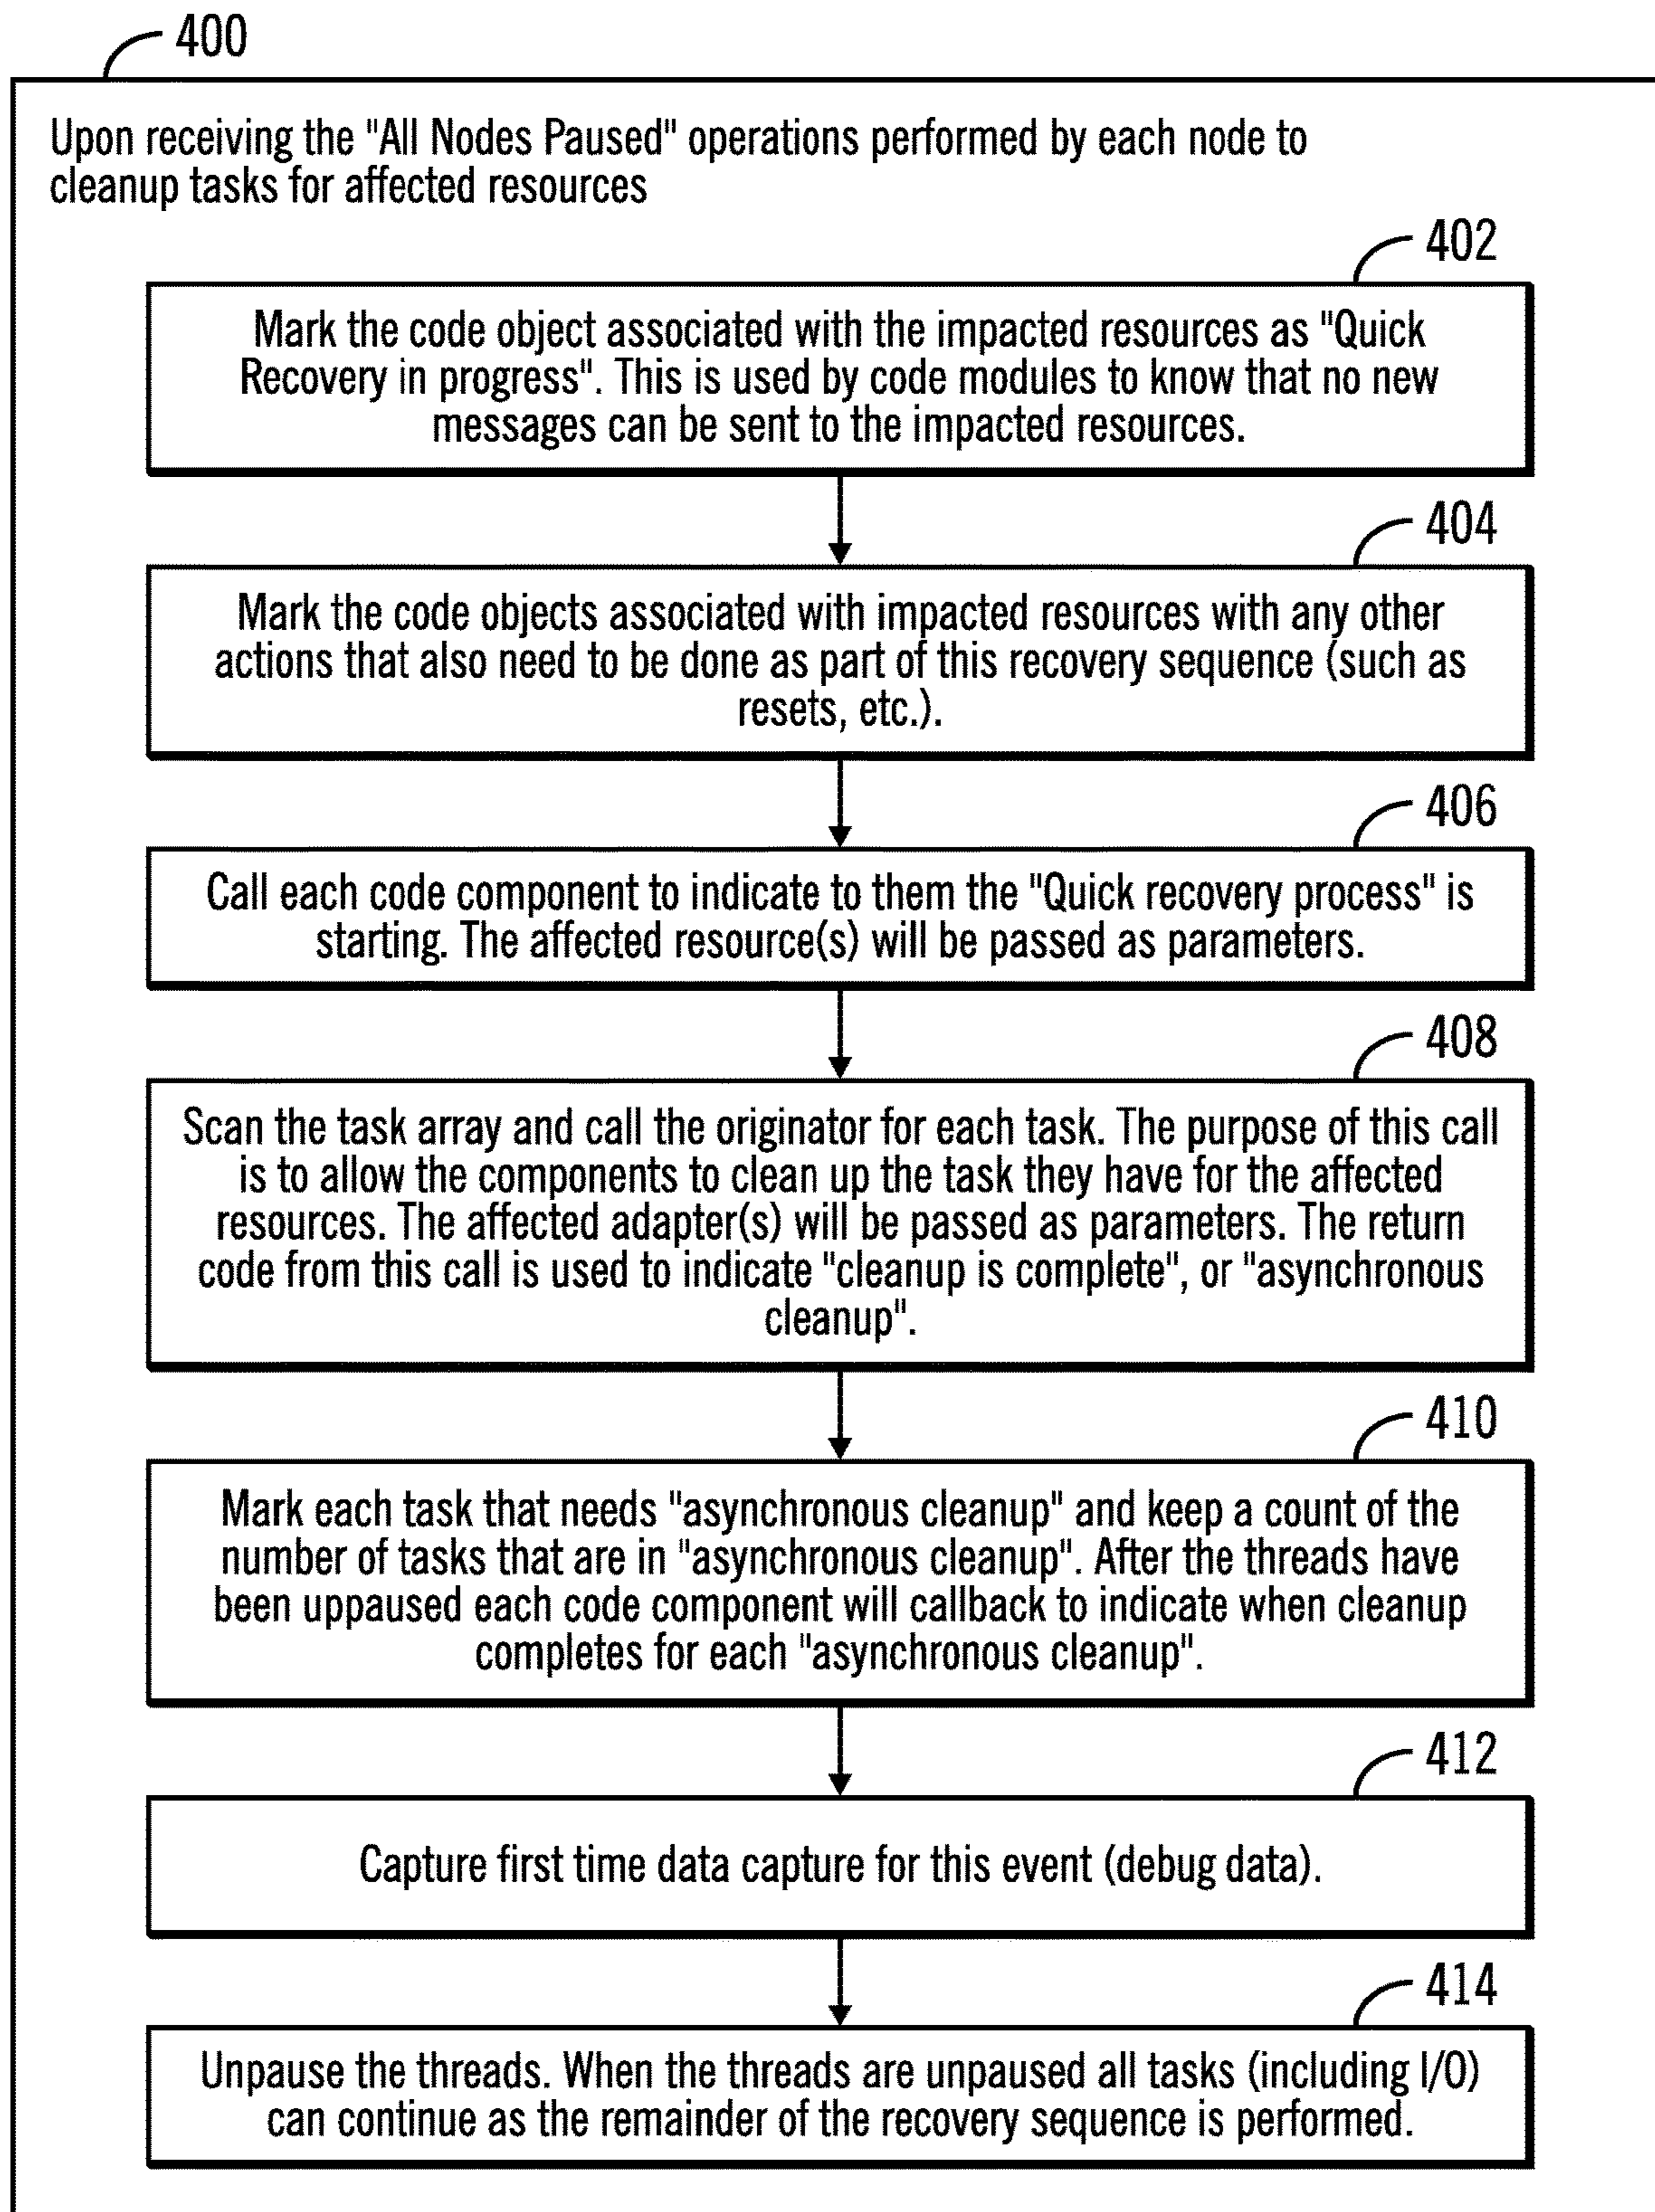 400
Upon receiving the "All Nodes Paused" operations performed by each node to
cleanup tasks for affected resources
402
Mark the code object associated with the impacted resources as "Quick
Recovery in progress". This is used by code modules to know that no new
messages can be sent to the impacted resources.
404
Mark the code objects associated with impacted resources with any other
actions that also need to be done as part of this recovery sequence (such as
resets, etc.).
406
Call each code component to indicate to them the "Quick recovery process" is
starting. The affected resource(s) will be passed as parameters.
408
Scan the task array and call the originator for each task. The purpose of this call
is to allow the components to clean up the task they have for the affected
resources. The affected adapter(s) will be passed as parameters. The return
code from this call is used to indicate "cleanup is complete", or "asynchronous
cleanup".
410
Mark each task that needs "asynchronous cleanup" and keep a count of the
number of tasks that are in "asynchronous cleanup". After the threads have
been uppaused each code component will callback to indicate when cleanup
completes for each "asynchronous cleanup".
412
Capture first time data capture for this event (debug data).
414
Unpause the threads. When the threads are unpaused all tasks (including I/O)
can continue as the remainder of the recovery sequence is performed.